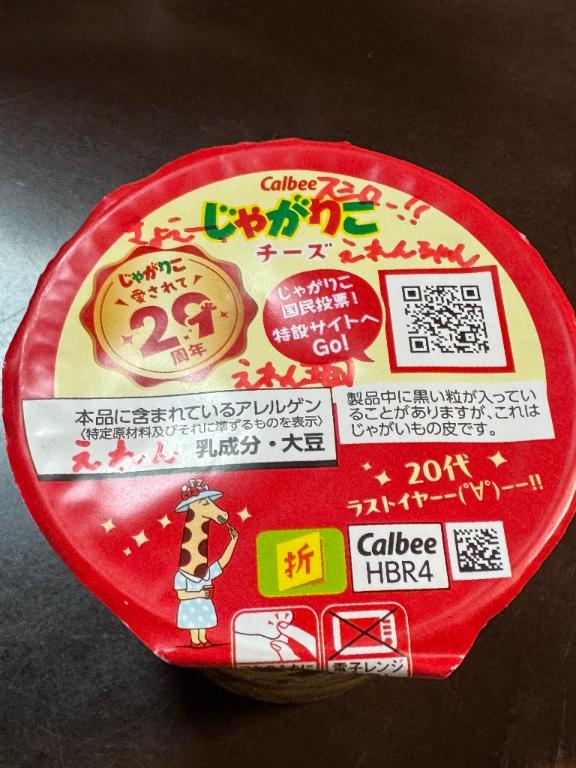 Calbee
スシロー!!
じゃがりこ
チーズ
えれんちゃん
じゃがりこ
愛されて
29
周年
じゃがりこ
国民投票!
特設サイトへ
Go!
えれん
本品に含まれているアレルゲン
〈特定原材料及びそれに準ずるものを表示〉
えれん
乳成分・大豆
製品中に黒い粒が入ってい
ることがありますが、これは
じゃがいもの皮です。
20代
ラストイヤーー(°∀°)ーー!!
折
Calbee
HBR4
電子レンジ